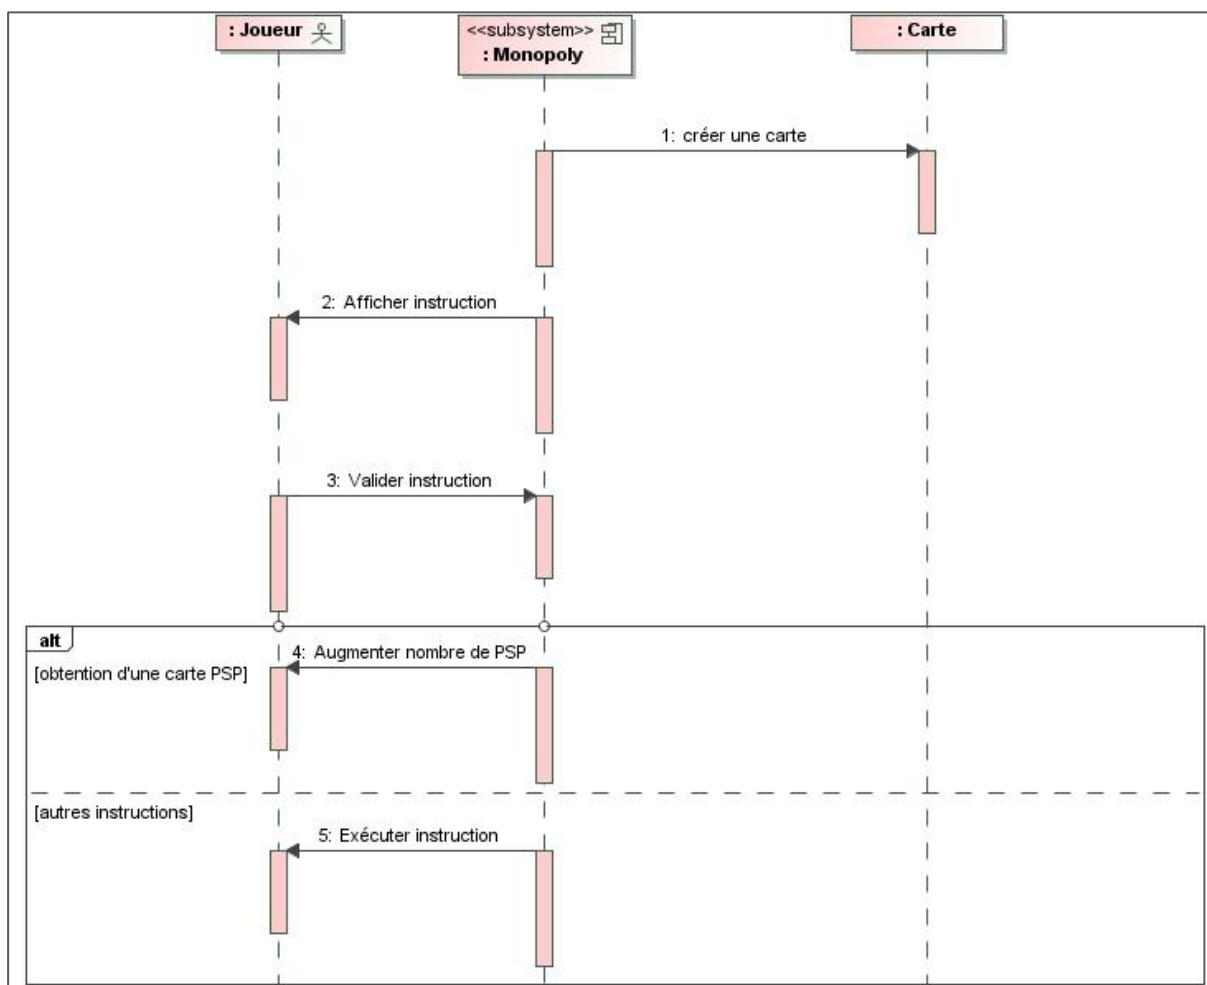 : Joueur
<<subsystem>>
: Monopoly
: Carte
1: créer une carte
2: Afficher instruction
3: Valider instruction
alt
4: Augmenter nombre de PSP
[obtention d'une carte PSP]
[autres instructions]
5: Exécuter instruction